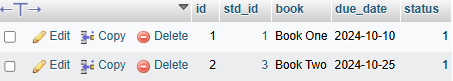 id std_id book due_date status
Edit Copy Delete 1 1 Book One 2024-10-10 1
Edit Copy Delete 2 3 Book Two 2024-10-25 1